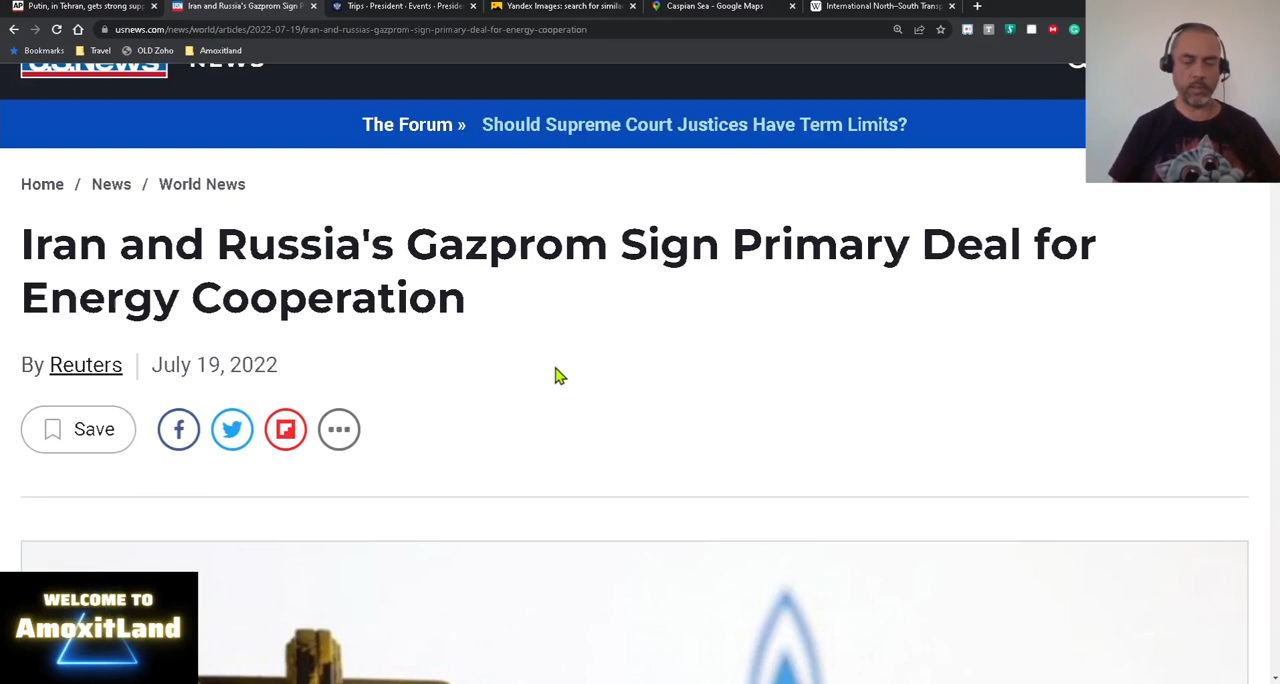 Putin, in Tehran, gets strong supp
Iran and Russia's Gazprom Sign P
Trips • President • Events • Preside
Yandex Images: search for simila
Caspian Sea - Google Maps
International North–South Transp
usnews.com/news/world/articles/2022-07-19/iran-and-russias-gazprom-sign-primary-deal-for-energy-cooperation
Bookmarks
Travel
OLD Zoho
Amoxitland
The Forum » Should Supreme Court Justices Have Term Limits?
Home / News / World News
Iran and Russia's Gazprom Sign Primary Deal for
Energy Cooperation
By Reuters | July 19, 2022
Save
WELCOME TO
AmoxitLand